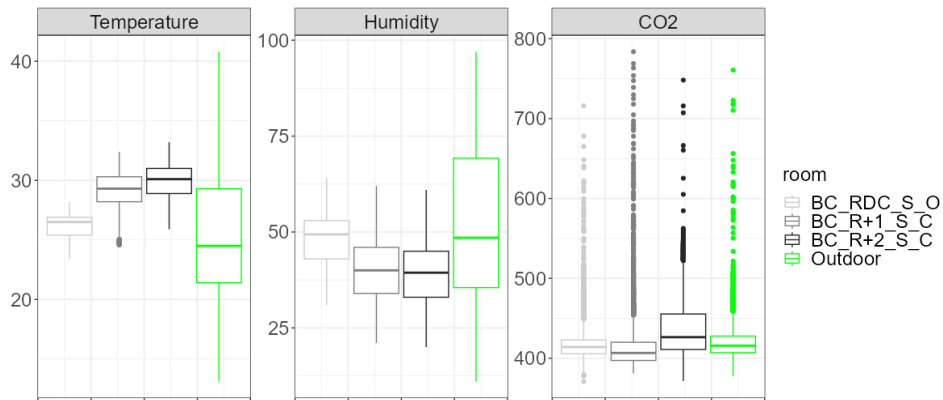 Temperature
Humidity
CO2
40
30
20
100
75
50
25
800
700
600
500
400
room
BC_RDC_S_O
BC_R+1_S_C
BC_R+2_S_C
Outdoor